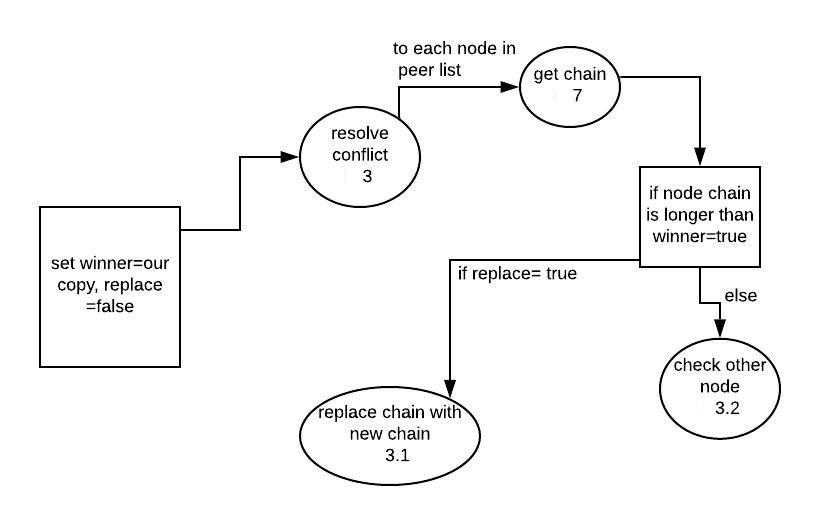 to each node in
peer list
get chain
7
resolve
conflict
3
if node chain
is longer than
winner=true
set winner=our
copy, replace
=false
if replace= true
else
check other
node
3.2
replace chain with
new chain
3.1